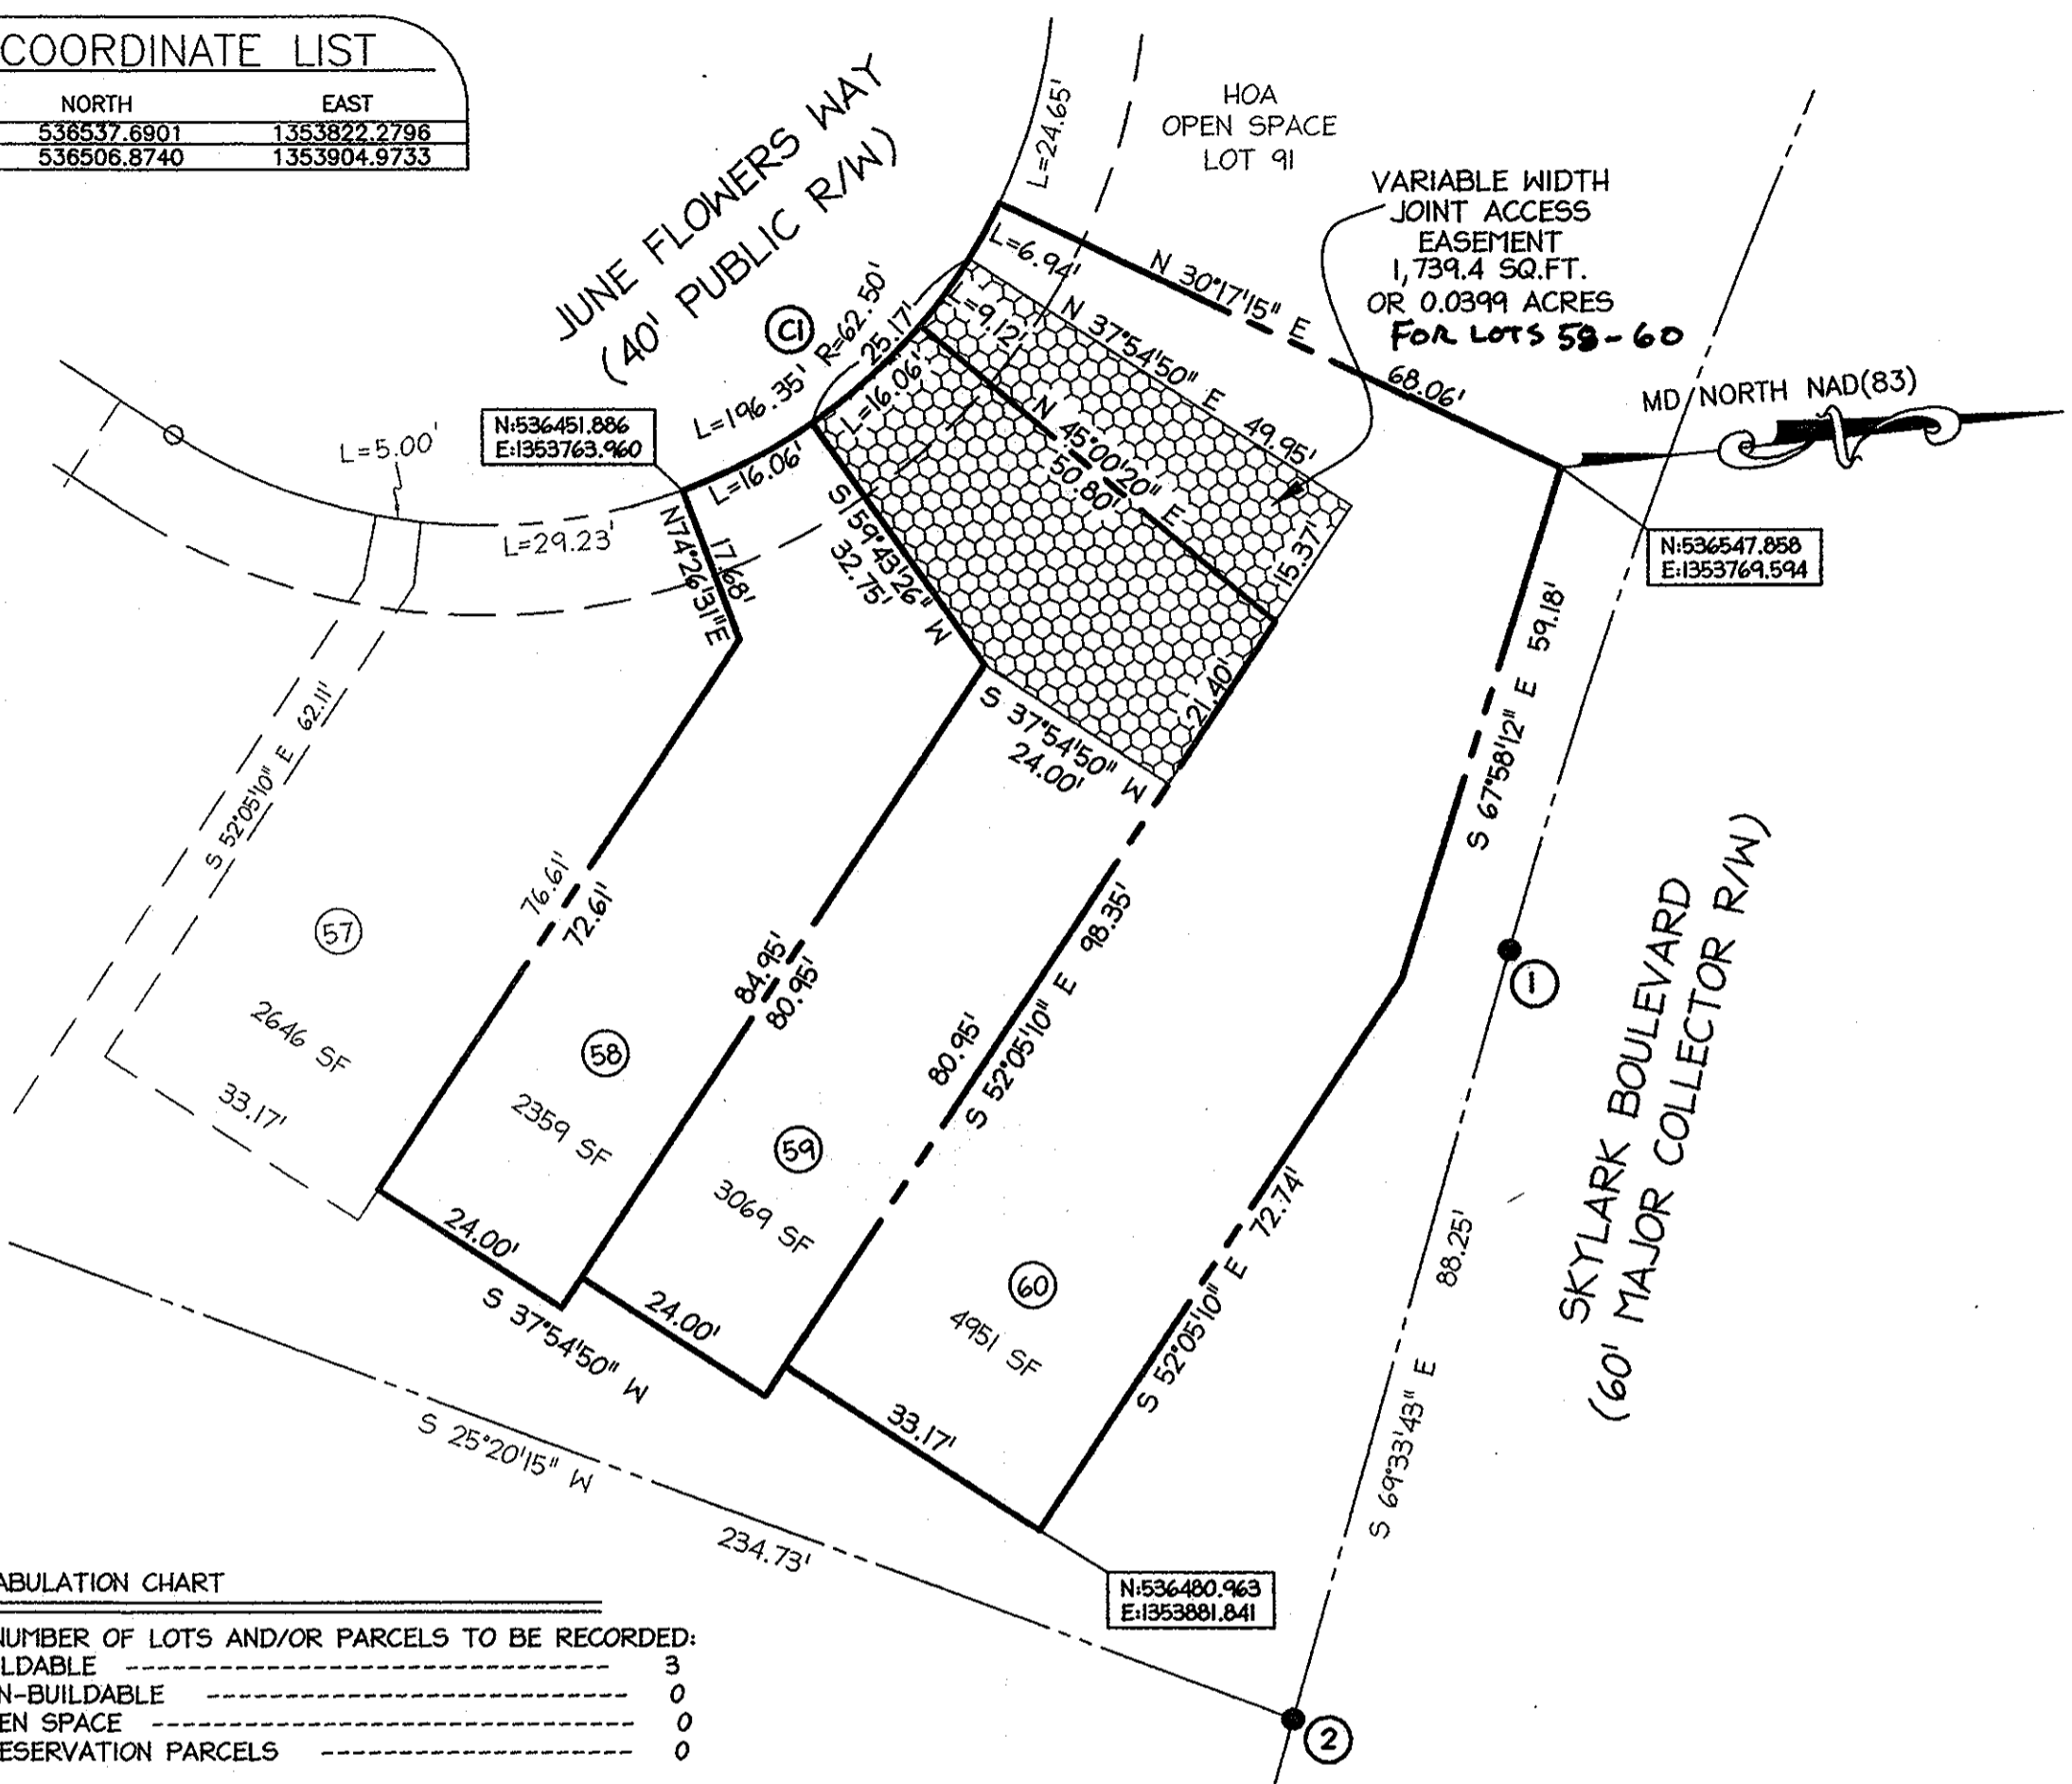 COORDINATE LIST
NORTH EAST
536537.6901 1353822.2796
536506.8740 1353904.9733
JUNE FLOWERS WAY
(40' PUBLIC R/W)
HOA
OPEN SPACE
LOT 91
L=24.65'
VARIABLE WIDTH
JOINT ACCESS
EASEMENT
1,739.4 SQ.FT.
OR 0.0399 ACRES
FOR LOTS 58-60
MD NORTH NAD(83)
N
L=6.94'
N 30°17'15" E
68.06'
C1
L=196.35' R=62.50'
25.17'
L=9.12'
L=16.06'
L=16.06'
N 37°54'50" E 49.95'
N 45°00'20" E
50.80'
15.37'
21.40'
N:536451.886
E:1353763.960
L=5.00'
L=29.23'
N74°26'31"E
17.68'
S 59°43'26" W
32.75'
S 37°54'50" W
24.00'
N:536547.858
E:1353769.594
S 67°58'12" E 59.18'
S 52°05'10" E 62.11'
76.61'
72.61'
84.95'
80.95'
80.95'
S 52°05'10" E 98.35'
57
2646 SF
33.17'
58
2359 SF
24.00'
59
3069 SF
24.00'
60
4951 SF
33.17'
S 52°05'10" E 72.74'
S 37°54'50" W
S 25°20'15" W
234.73'
1
SKYLARK BOULEVARD
(60' MAJOR COLLECTOR R/W)
S 69°33'43" E 88.25'
N:536480.963
E:1353881.841
2
ABULATION CHART
NUMBER OF LOTS AND/OR PARCELS TO BE RECORDED:
ILDABLE ---------------------------- 3
N-BUILDABLE ------------------------ 0
EN SPACE --------------------------- 0
ESERVATION PARCELS ------------------ 0